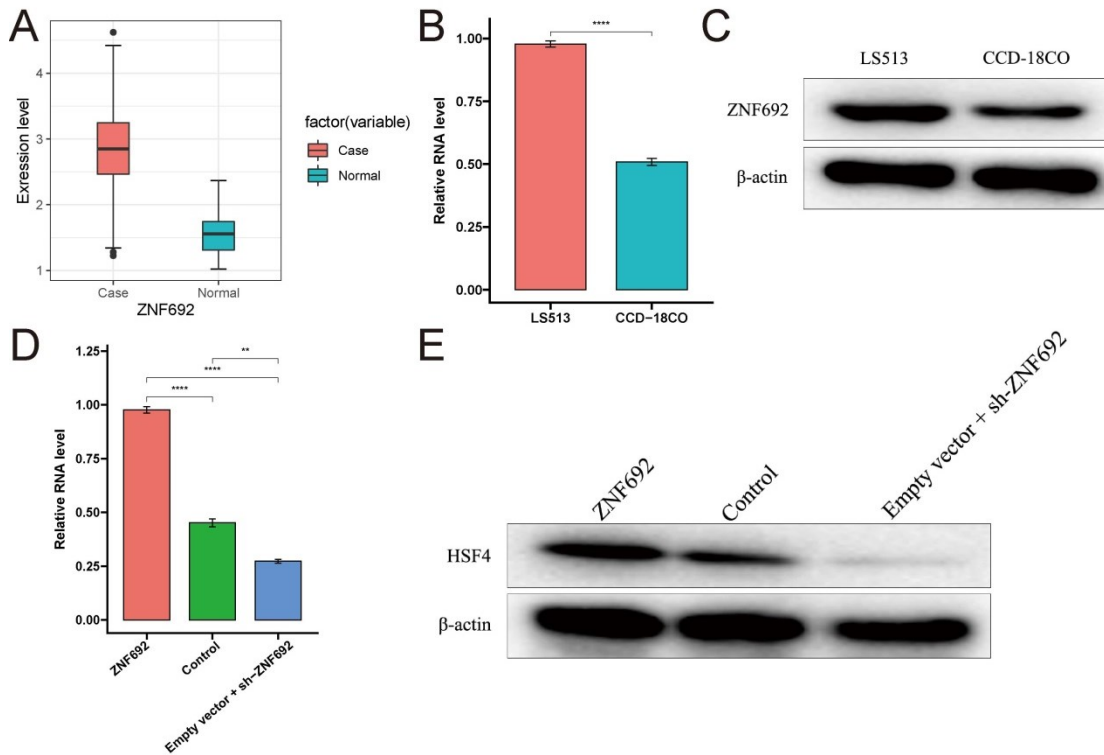 A
Exression level
4
3
2
1
Case
Normal
ZNF692
factor(variable)
Case
Normal
B
Relative RNA level
1.00
0.75
0.50
0.25
0.00
****
LS513
CCD-18CO
C
LS513
CCD-18CO
ZNF692
β-actin
D
Relative RNA level
1.25
1.00
0.75
0.50
0.25
0.00
**
****
****
ZNF692
Control
Empty vector + sh-ZNF692
E
ZNF692
Control
Empty vector + sh-ZNF692
HSF4
β-actin